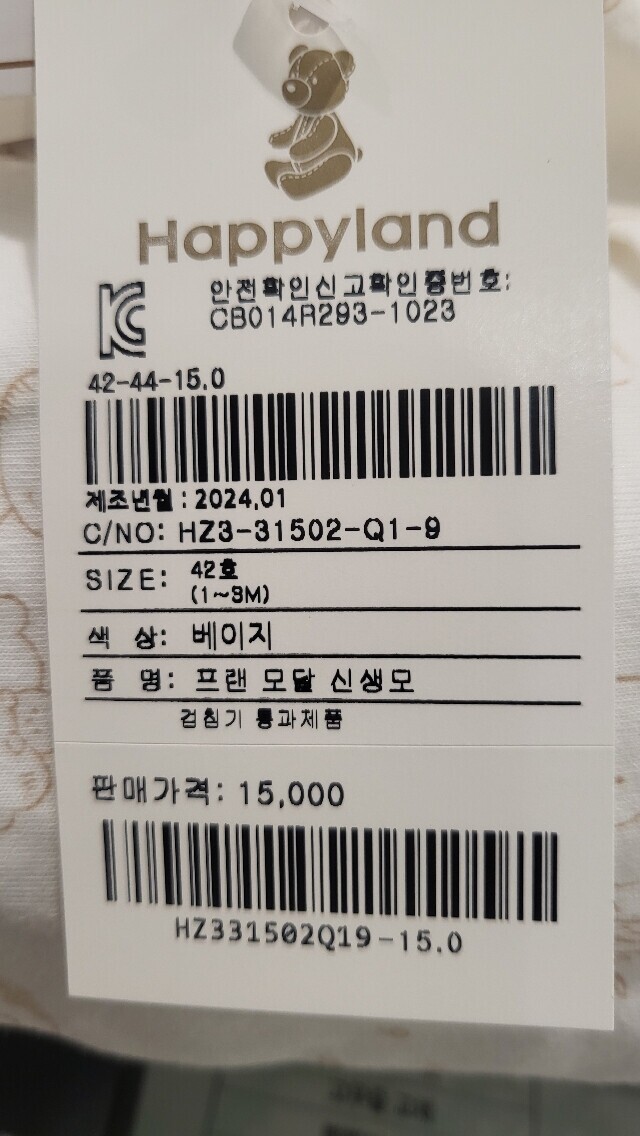 Happyland
안전확인신고확인증번호:
CB014R293-1023
42-44-15.0
제조년월 : 2024.01
C/NO: HZ3-31502-Q1-9
SIZE: 42호
(1~3M)
색 상: 베이지
품 명: 프랜 모달 신생모
검침기 통과제품
판매가격: 15,000
HZ331502Q19-15.0